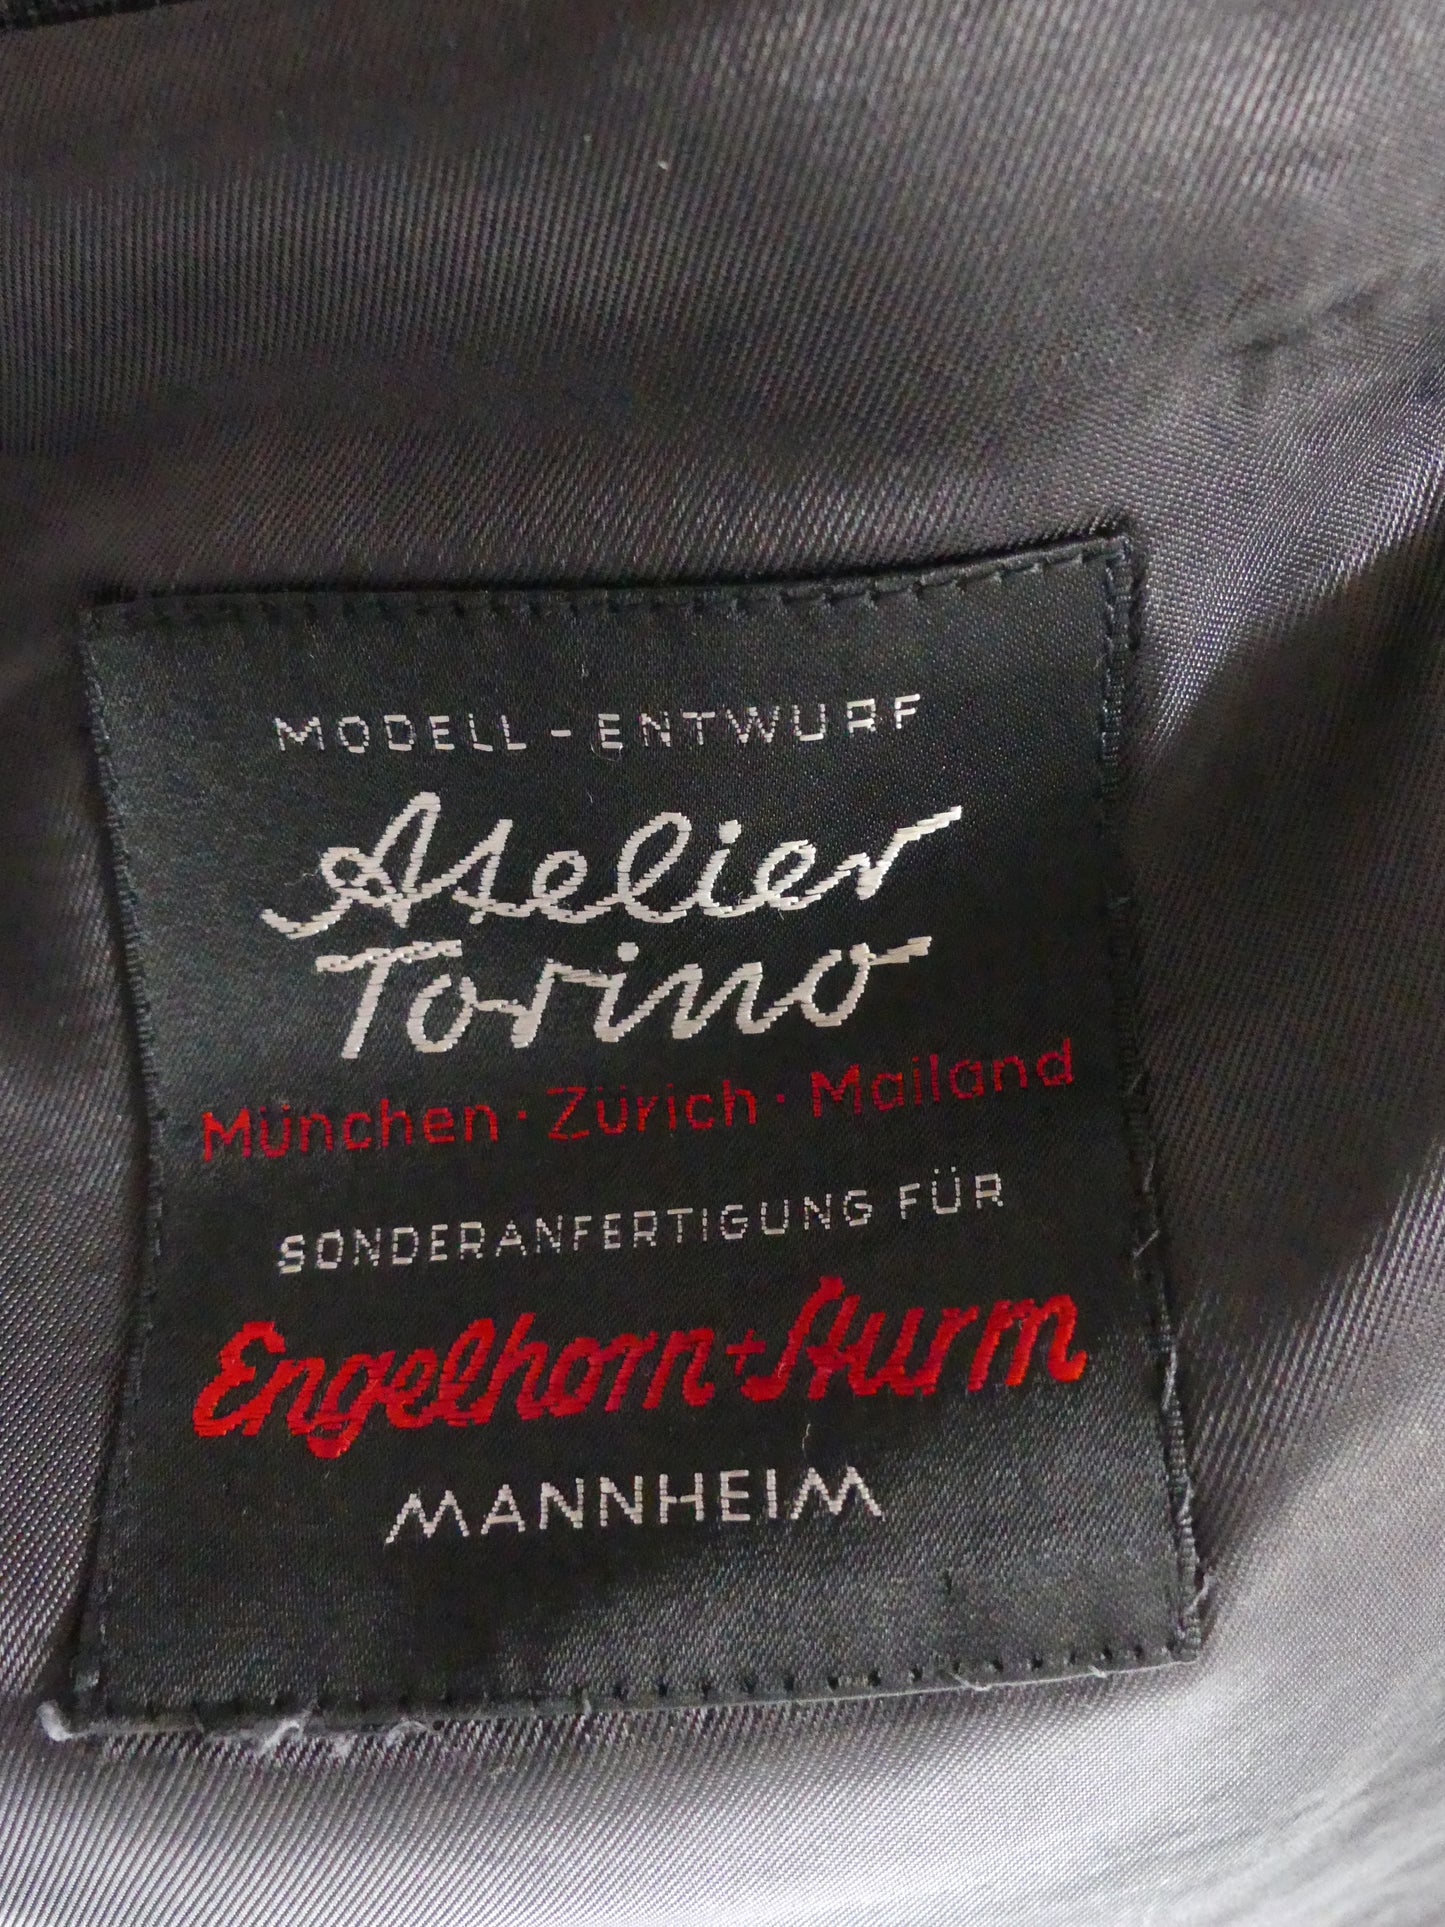 MODELL-ENTWURF
Atelier
Torino
München · Zürich · Mailand
SONDERANFERTIGUNG FÜR
Engelhorn+Sturm
MANNHEIM